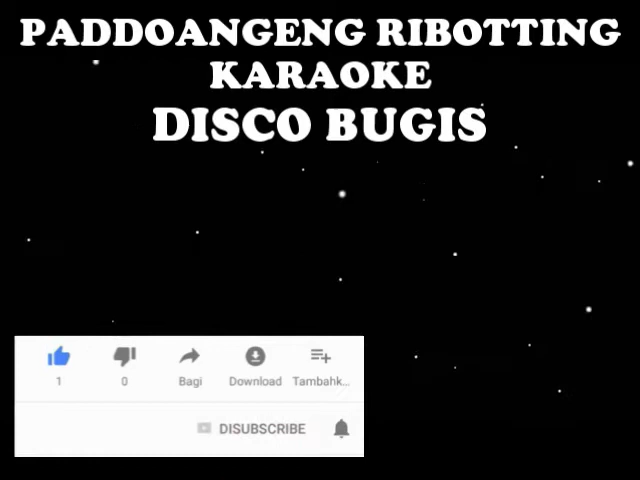 PADDOANGENG RIBOTTING
KARAOKE
DISCO BUGIS
1 0 Bagi Download Tambahk...
DISUBSCRIBE